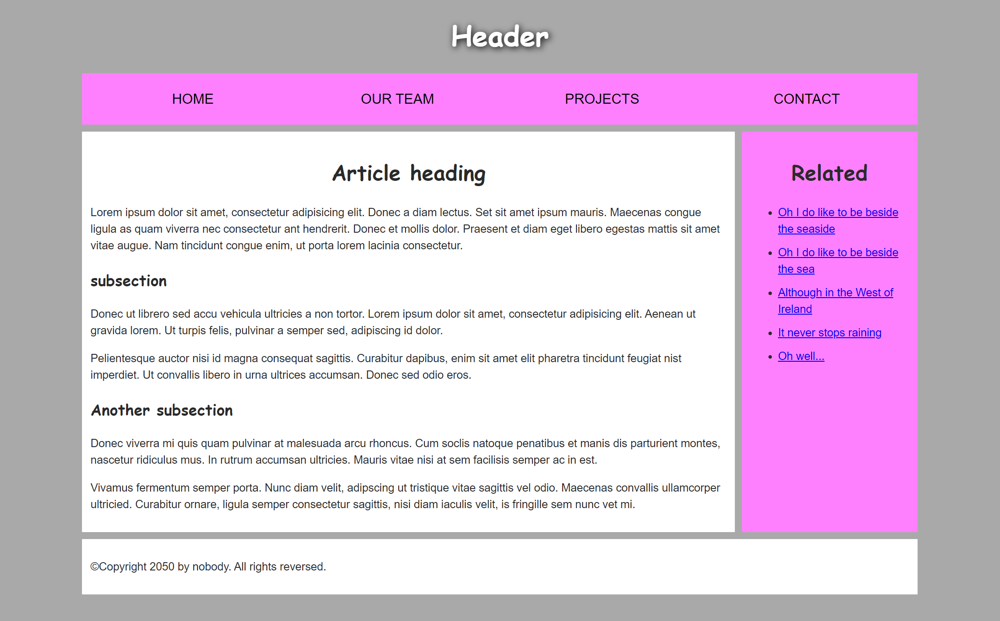 Header
HOME OUR TEAM PROJECTS CONTACT
Article heading
Lorem ipsum dolor sit amet, consectetur adipisicing elit. Donec a diam lectus. Set sit amet ipsum mauris. Maecenas congue
ligula as quam viverra nec consectetur ant hendrerit. Donec et mollis dolor. Praesent et diam eget libero egestas mattis sit amet
vitae augue. Nam tincidunt congue enim, ut porta lorem lacinia consectetur.
subsection
Donec ut librero sed accu vehicula ultricies a non tortor. Lorem ipsum dolor sit amet, consectetur adipisicing elit. Aenean ut
gravida lorem. Ut turpis felis, pulvinar a semper sed, adipiscing id dolor.
Pelientesque auctor nisi id magna consequat sagittis. Curabitur dapibus, enim sit amet elit pharetra tincidunt feugiat nist
imperdiet. Ut convallis libero in urna ultrices accumsan. Donec sed odio eros.
Another subsection
Donec viverra mi quis quam pulvinar at malesuada arcu rhoncus. Cum soclis natoque penatibus et manis dis parturient montes,
nascetur ridiculus mus. In rutrum accumsan ultricies. Mauris vitae nisi at sem facilisis semper ac in est.
Vivamus fermentum semper porta. Nunc diam velit, adipscing ut tristique vitae sagittis vel odio. Maecenas convallis ullamcorper
ultricied. Curabitur ornare, ligula semper consectetur sagittis, nisi diam iaculis velit, is fringille sem nunc vet mi.
Related
• Oh I do like to be beside
the seaside
• Oh I do like to be beside
the sea
• Although in the West of
Ireland
• It never stops raining
• Oh well...
©Copyright 2050 by nobody. All rights reversed.